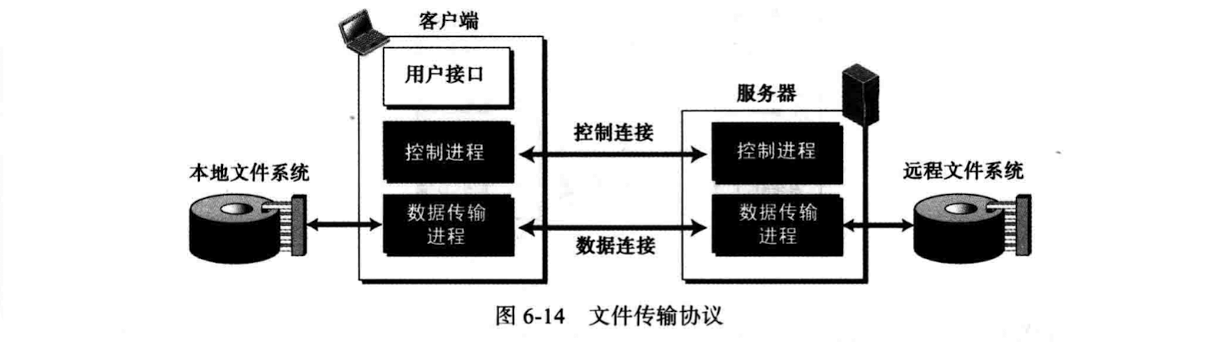 客户端
用户接口
服务器
控制进程
控制连接
控制进程
本地文件系统
远程文件系统
数据传输
进程
数据连接
数据传输
进程
图 6-14 文件传输协议